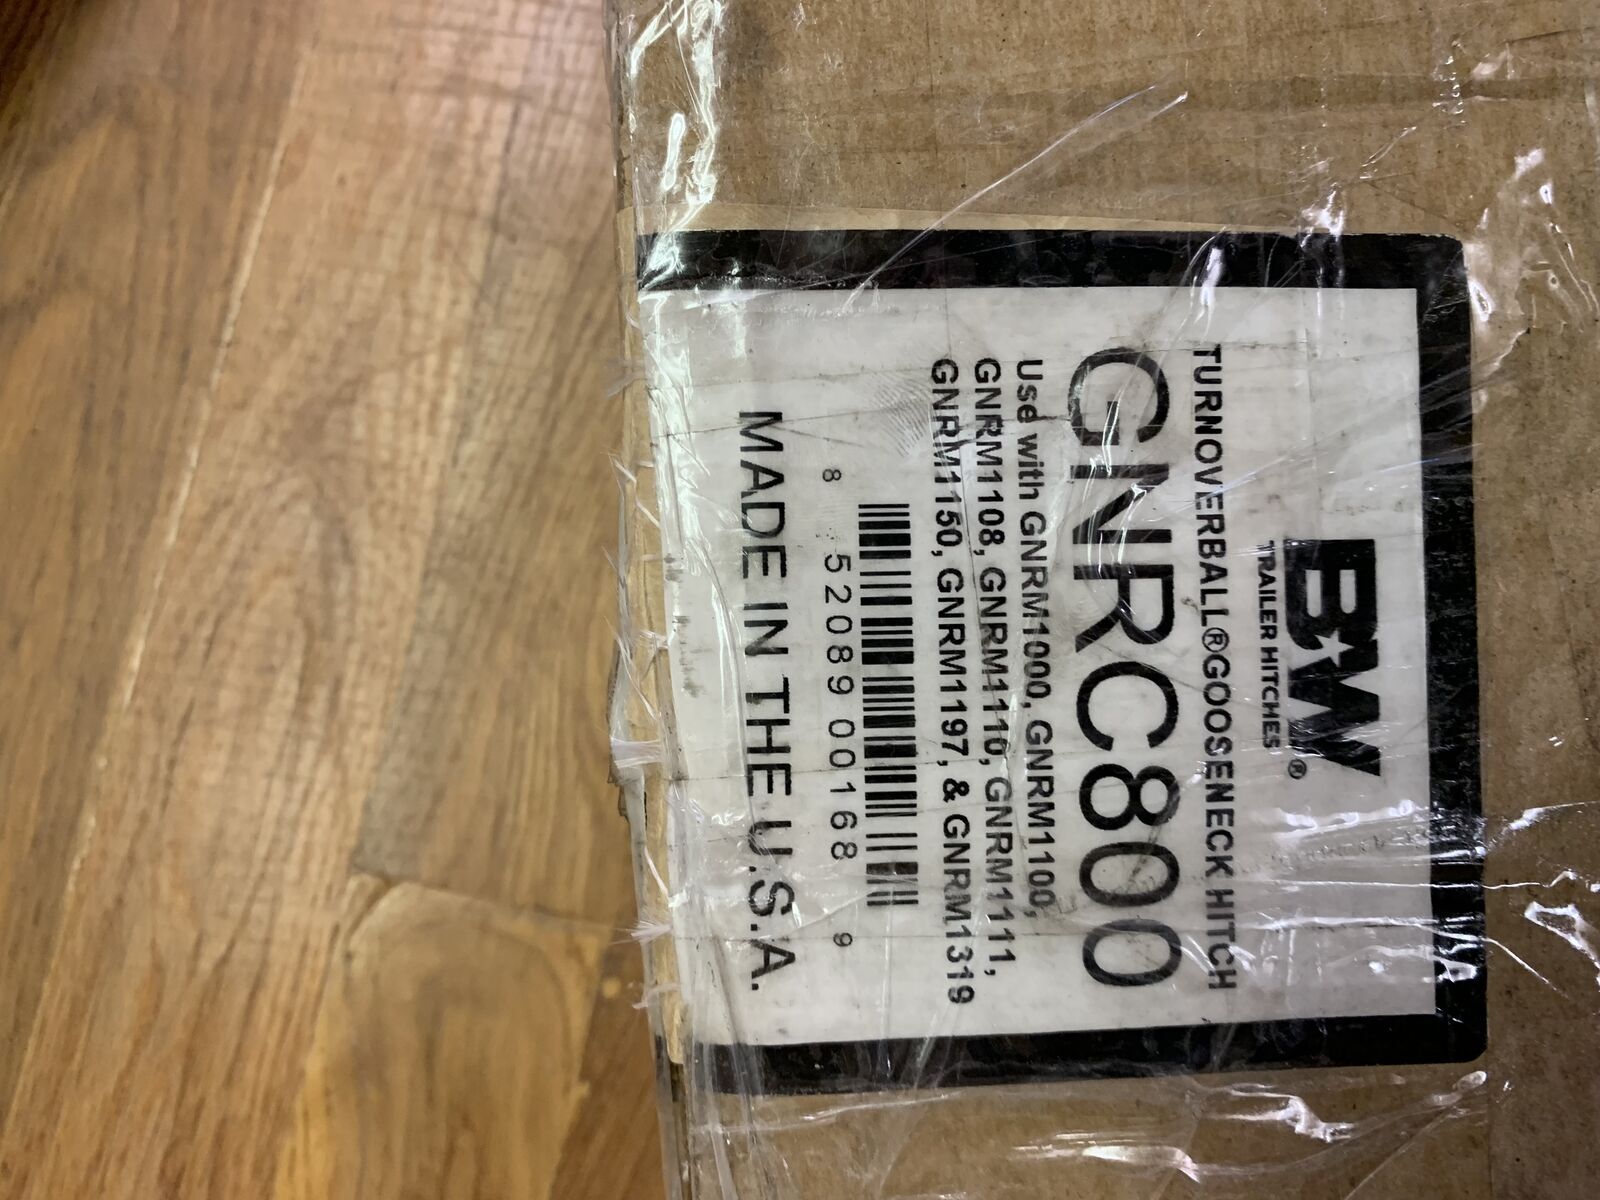 B&W®
TRAILER HITCHES
TURNOVERBALL®GOOSENECK HITCH
GNRC800
Use with GNRM1000, GNRM1100,
GNRM1108, GNRM1110, GNRM1111,
GNRM1150, GNRM1197, & GNRM1319
8 52089 00168 9
MADE IN THE U.S.A.